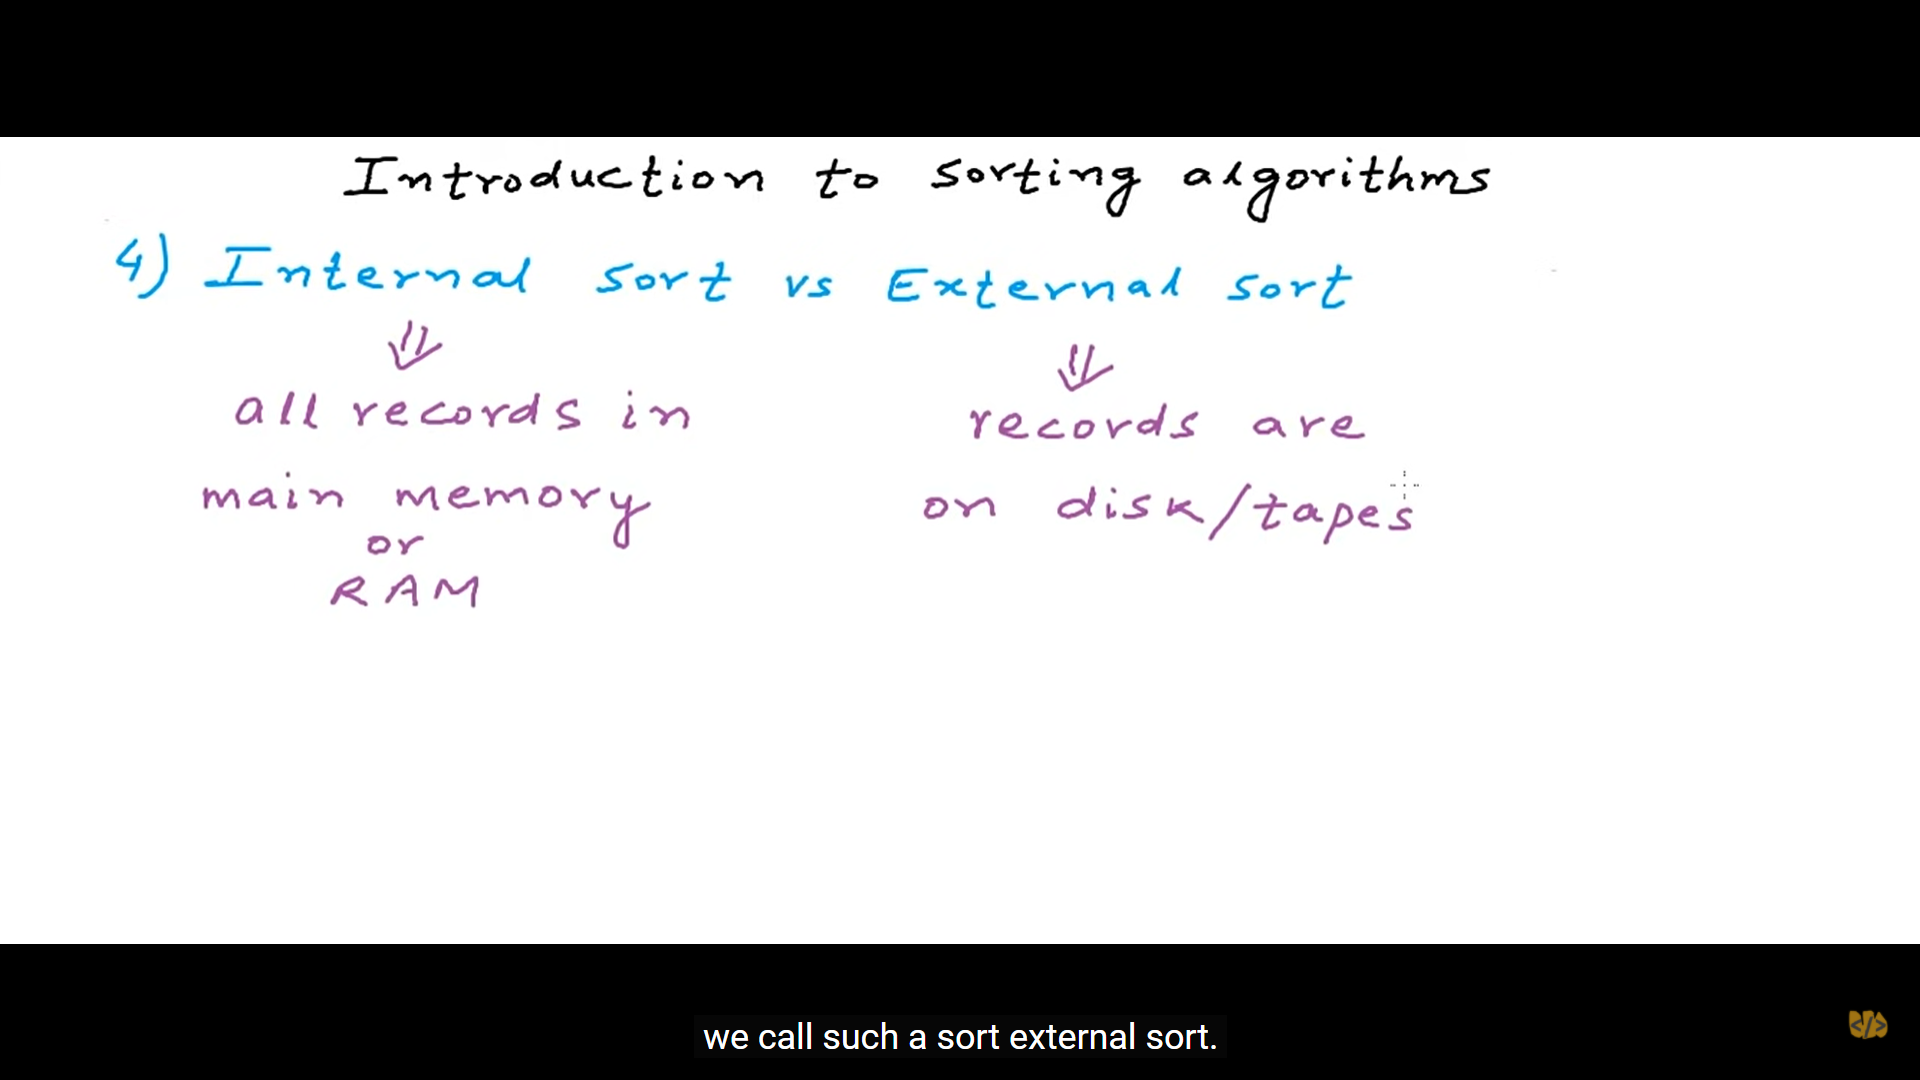 Introduction to sorting algorithms
4) Internal sort vs External sort
all records in
main memory
or
RAM
records are
on disk/tapes
we call such a sort external sort.